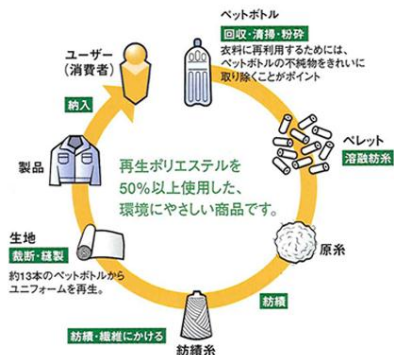 ペットボトル
回収・清掃・粉砕
衣料に再利用するためには、
ペットボトルの不純物をきれいに
取り除くことがポイント
ペレット
溶融紡糸
原糸
紡績
紡績糸
紡績・繊維にかける
生地
裁断・縫製
約13本のペットボトルから
ユニフォームを再生。
製品
納入
ユーザー
(消費者)
再生ポリエステルを
50%以上使用した、
環境にやさしい商品です。